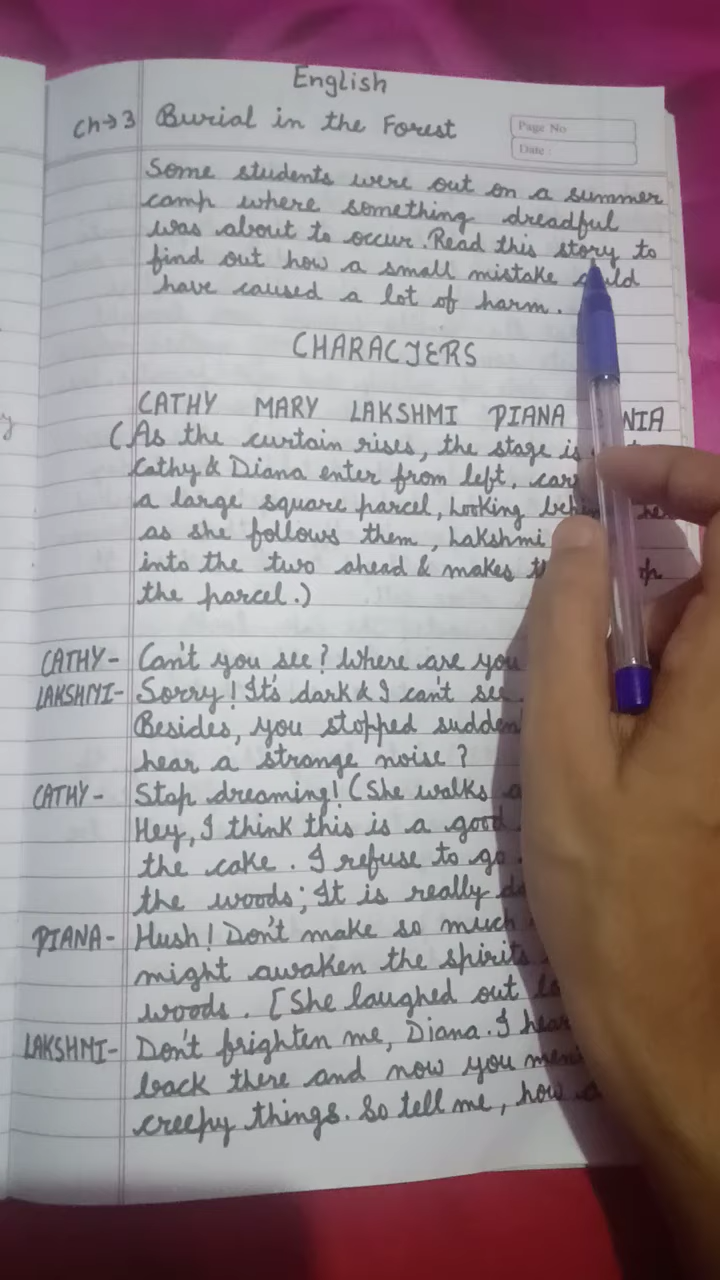 English
Ch→3 Burial in the Forest
Page No
Date
Some students were out on a summer
camp where something dreadful
was about to occur. Read this story to
find out how a small mistake
have caused a lot of harm.
CHARACTERS
CATHY MARY LAKSHMI DIANA
(As the curtain rises, the stage is
Cathy & Diana enter from left,
a large square parcel, Looking
as she follows them, Lakshmi
into the two ahead & makes
the parcel.)
CATHY- Can't you see? Where are you
LAKSHMI- Sorry! It's dark & I can't
Besides, you stopped
hear a strange noise?
CATHY- Stop dreaming! (She walks
Hey, I think this is a good
the cake. I refuse to go
the woods; It is really
DIANA- Hush! Don't make so much
might awaken the spirits
woods. [She laughed out
LAKSHMI- Don't frighten me, Diana. I
back there and now you
creepy things. So tell me, how